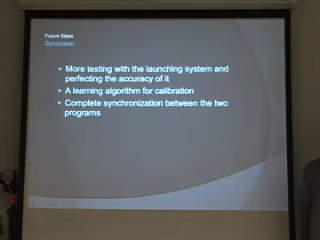 Future Steps
Conclusion
More testing with the launching system and
perfecting the accuracy of it
A learning algorithm for calibration
Complete synchronization between the two
programs